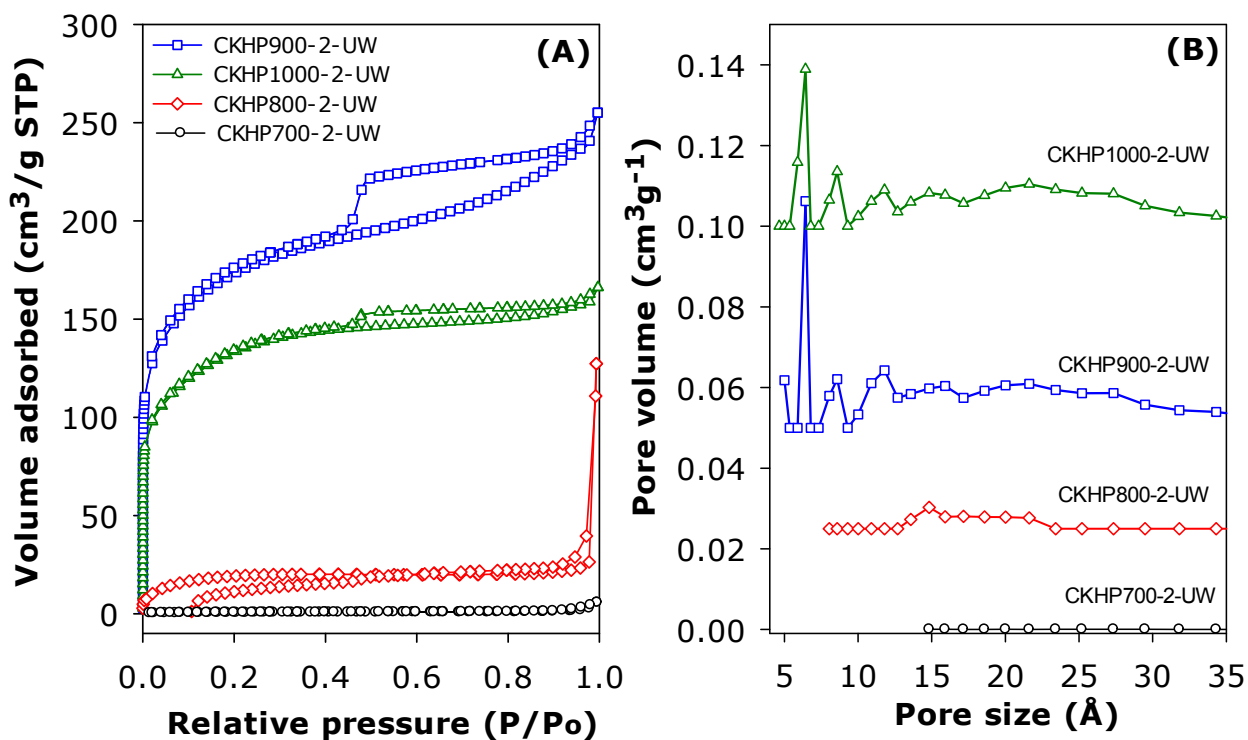 300
250
200
150
100
50
0
Volume adsorbed (cm³/g STP)
CKHP900-2-UW
CKHP1000-2-UW
CKHP800-2-UW
CKHP700-2-UW
(A)
0.0 0.2 0.4 0.6 0.8 1.0
Relative pressure (P/Po)
0.14
0.12
0.10
0.08
0.06
0.04
0.02
0.00
Pore volume (cm³g⁻¹)
(B)
CKHP1000-2-UW
CKHP900-2-UW
CKHP800-2-UW
CKHP700-2-UW
5 10 15 20 25 30 35
Pore size (Å)